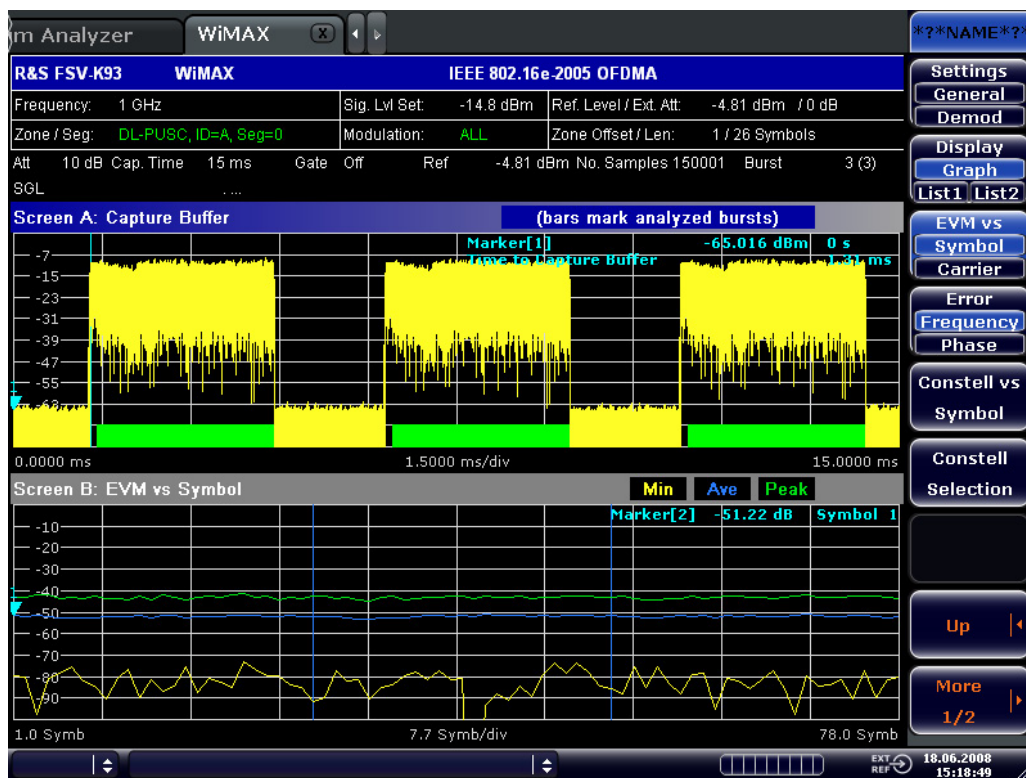 m Analyzer
WiMAX X
*?*NAME*?*
R&S FSV-K93 WiMAX IEEE 802.16e-2005 OFDMA
Frequency: 1 GHz Sig. Lvl Set: -14.8 dBm Ref. Level / Ext. Att: -4.81 dBm / 0 dB
Zone / Seg: DL-PUSC, ID=A, Seg=0 Modulation: ALL Zone Offset / Len: 1 / 26 Symbols
Att 10 dB Cap. Time 15 ms Gate Off Ref -4.81 dBm No. Samples 150001 Burst 3 (3)
SGL . ...
Screen A: Capture Buffer (bars mark analyzed bursts)
Marker[1] -65.016 dBm 0 s
Time to Capture Buffer 1.31 ms
-7
-15
-23
-31
-39
-47
-55
-63
0.0000 ms 1.5000 ms/div 15.0000 ms
Screen B: EVM vs Symbol Min Ave Peak
Marker[2] -51.22 dB Symbol 1
-10
-20
-30
-40
-50
-60
-70
-80
-90
1.0 Symb 7.7 Symb/div 78.0 Symb
Settings
General
Demod
Display
Graph
List1 List2
EVM vs
Symbol
Carrier
Error
Frequency
Phase
Constell vs
Symbol
Constell
Selection
Up
More
1/2
EXT
REF
18.06.2008
15:18:49